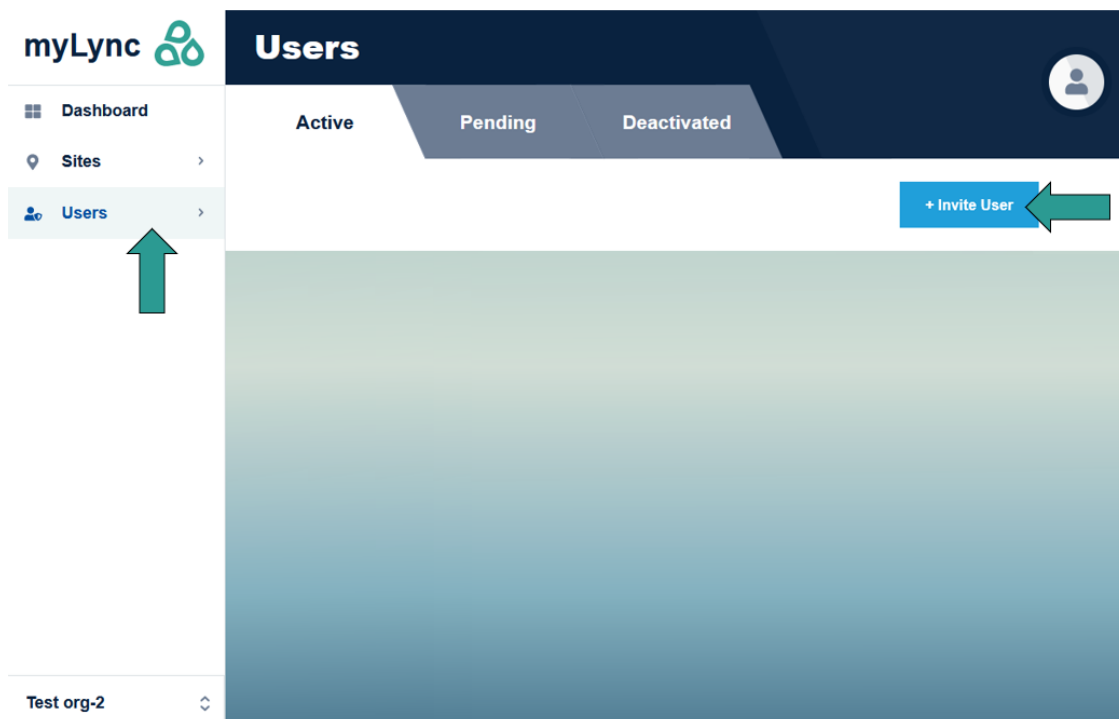 myLync
Users
Dashboard
Sites
Users
Active
Pending
Deactivated
+ Invite User
Test org-2